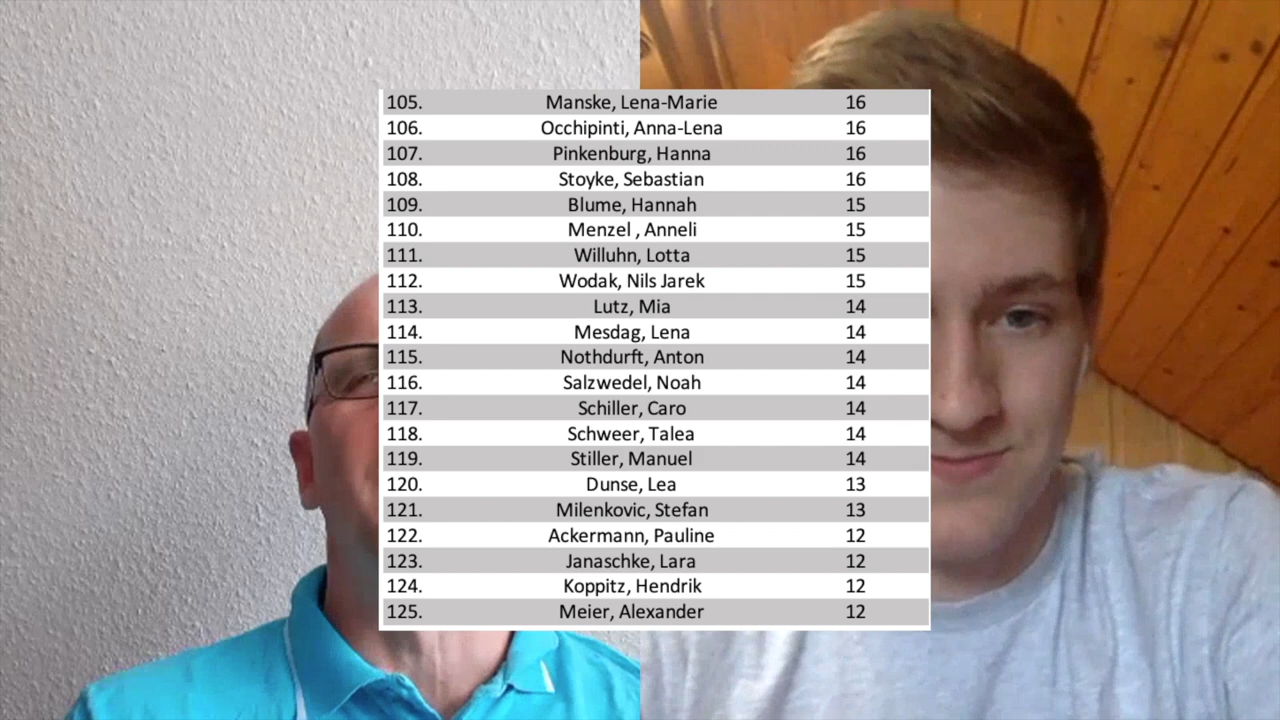 105. Manske, Lena-Marie 16
106. Occhipinti, Anna-Lena 16
107. Pinkenburg, Hanna 16
108. Stoyke, Sebastian 16
109. Blume, Hannah 15
110. Menzel , Anneli 15
111. Willuhn, Lotta 15
112. Wodak, Nils Jarek 15
113. Lutz, Mia 14
114. Mesdag, Lena 14
115. Nothdurft, Anton 14
116. Salzwedel, Noah 14
117. Schiller, Caro 14
118. Schweer, Talea 14
119. Stiller, Manuel 14
120. Dunse, Lea 13
121. Milenkovic, Stefan 13
122. Ackermann, Pauline 12
123. Janaschke, Lara 12
124. Koppitz, Hendrik 12
125. Meier, Alexander 12